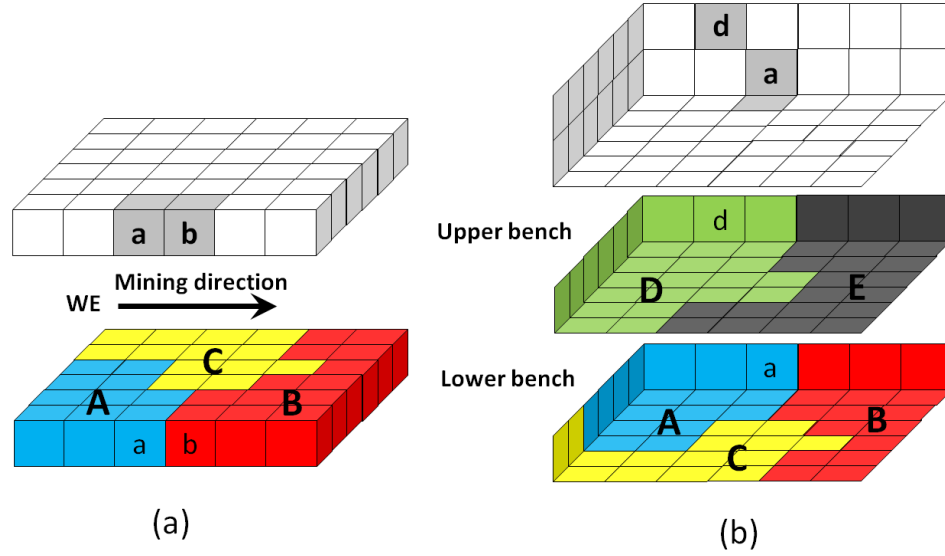 a b
Mining direction
WE
C
A
B
a b
(a)
d
a
Upper bench
d
D
E
Lower bench
a
A
B
C
(b)